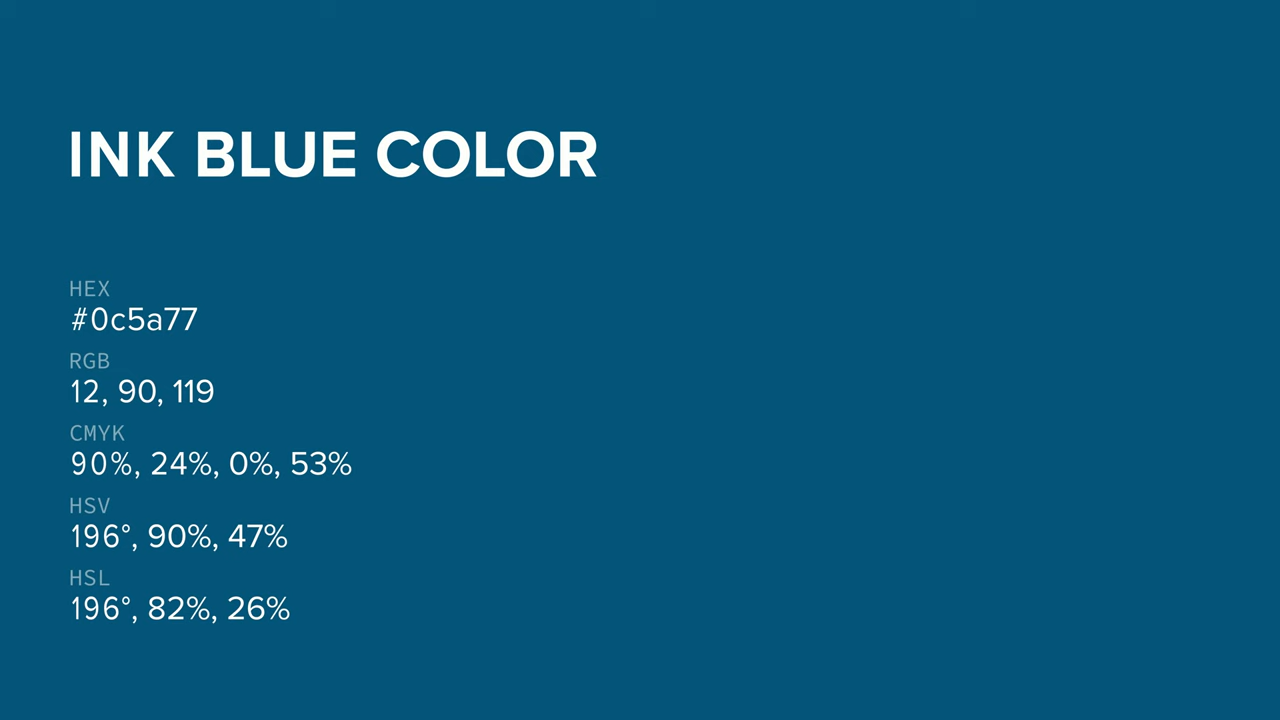 INK BLUE COLOR
HEX
#0c5a77
RGB
12, 90, 119
CMYK
90%, 24%, 0%, 53%
HSV
196°, 90%, 47%
HSL
196°, 82%, 26%